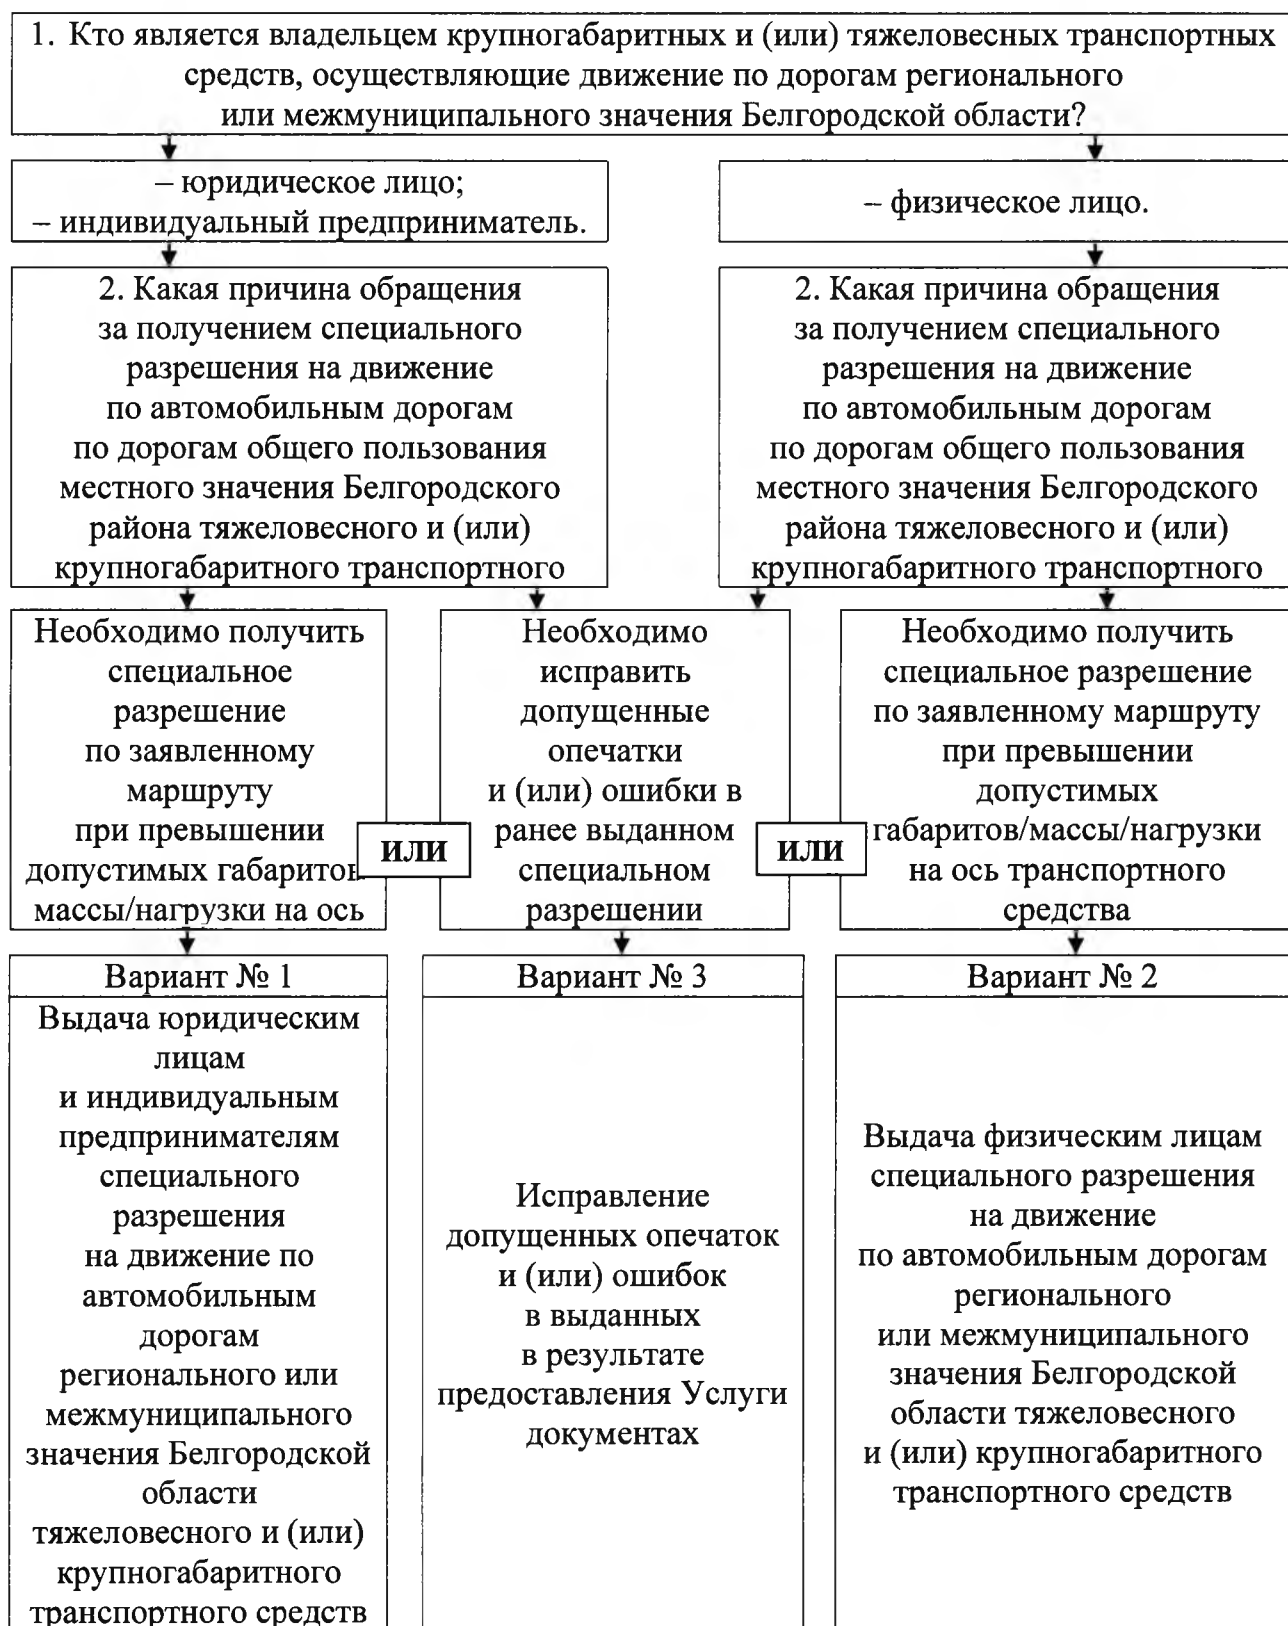 1. Кто является владельцем крупногабаритных и (или) тяжеловесных транспортных
средств, осуществляющие движение по дорогам регионального
или межмуниципального значения Белгородской области?
– юридическое лицо;
– индивидуальный предприниматель.
– физическое лицо.
2. Какая причина обращения
за получением специального
разрешения на движение
по автомобильным дорогам
по дорогам общего пользования
местного значения Белгородского
района тяжеловесного и (или)
крупногабаритного транспортного
2. Какая причина обращения
за получением специального
разрешения на движение
по автомобильным дорогам
по дорогам общего пользования
местного значения Белгородского
района тяжеловесного и (или)
крупногабаритного транспортного
Необходимо получить
специальное
разрешение
по заявленному
маршруту
при превышении
допустимых габаритов
массы/нагрузки на ось
ИЛИ
Необходимо
исправить
допущенные
опечатки
и (или) ошибки в
ранее выданном
специальном
разрешении
ИЛИ
Необходимо получить
специальное разрешение
по заявленному маршруту
при превышении
допустимых
габаритов/массы/нагрузки
на ось транспортного
средства
Вариант № 1
Выдача юридическим
лицам
и индивидуальным
предпринимателям
специального
разрешения
на движение по
автомобильным
дорогам
регионального или
межмуниципального
значения Белгородской
области
тяжеловесного и (или)
крупногабаритного
транспортного средств
Вариант № 3
Исправление
допущенных опечаток
и (или) ошибок
в выданных
в результате
предоставления Услуги
документах
Вариант № 2
Выдача физическим лицам
специального разрешения
на движение
по автомобильным дорогам
регионального
или межмуниципального
значения Белгородской
области тяжеловесного
и (или) крупногабаритного
транспортного средств